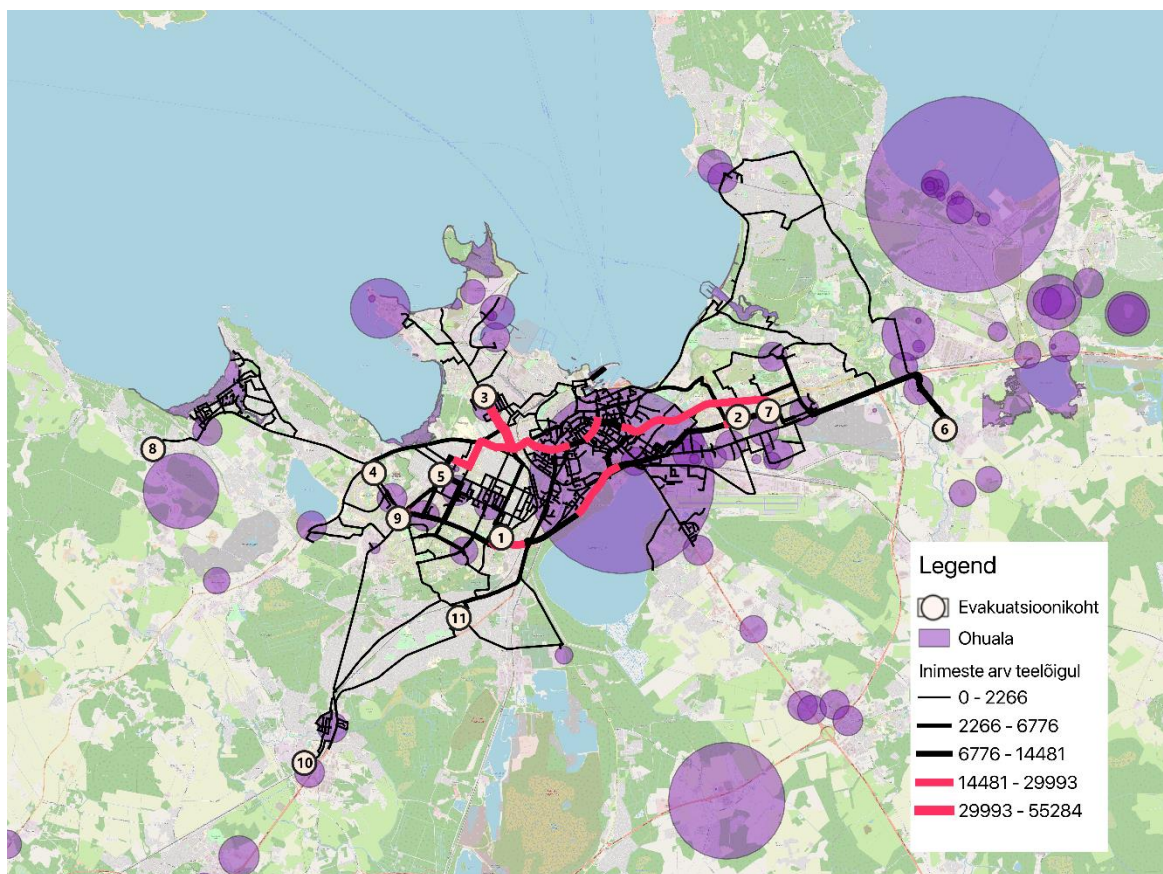 3
2
7
6
8
4
5
9
1
11
10
Legend
Evakuatsioonikoht
Ohuala
Inimeste arv teelõigul
0 - 2266
2266 - 6776
6776 - 14481
14481 - 29993
29993 - 55284